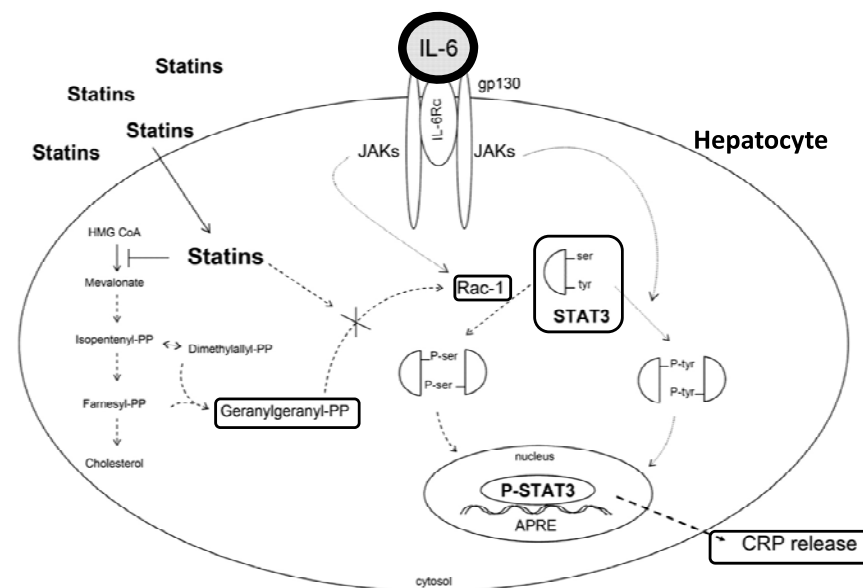 IL-6
Statins
gp130
Statins
IL-6Rα
Statins
Statins
JAKs
JAKs
Hepatocyte
HMG CoA
Statins
ser
Mevalonate
Rac-1
tyr
STAT3
Isopentenyl-PP
Dimethylallyl-PP
P-ser
P-ser
P-tyr
P-tyr
Farnesyl-PP
Geranylgeranyl-PP
Cholesterol
nucleus
P-STAT3
APRE
CRP release
cytosol